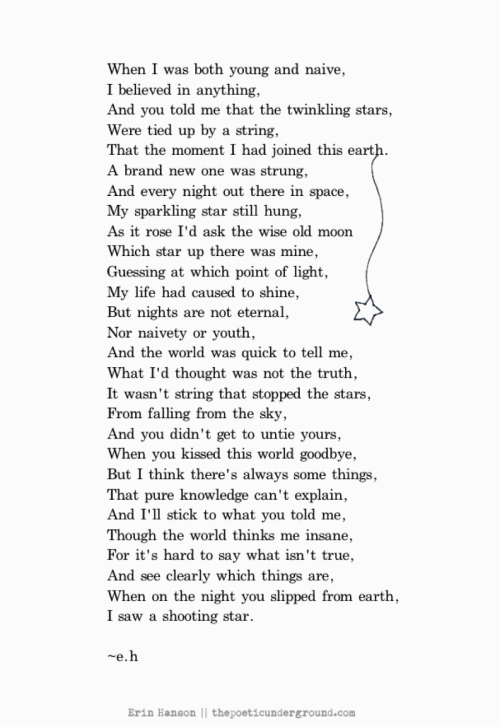 When I was both young and naive,
I believed in anything,
And you told me that the twinkling stars,
Were tied up by a string,
That the moment I had joined this earth.
A brand new one was strung,
And every night out there in space,
My sparkling star still hung,
As it rose I'd ask the wise old moon
Which star up there was mine,
Guessing at which point of light,
My life had caused to shine,
But nights are not eternal,
Nor naivety or youth,
And the world was quick to tell me,
What I'd thought was not the truth,
It wasn't string that stopped the stars,
From falling from the sky,
And you didn't get to untie yours,
When you kissed this world goodbye,
But I think there's always some things,
That pure knowledge can't explain,
And I'll stick to what you told me,
Though the world thinks me insane,
For it's hard to say what isn't true,
And see clearly which things are,
When on the night you slipped from earth,
I saw a shooting star.
~e.h
Erin Hanson || thepoeticunderground.com